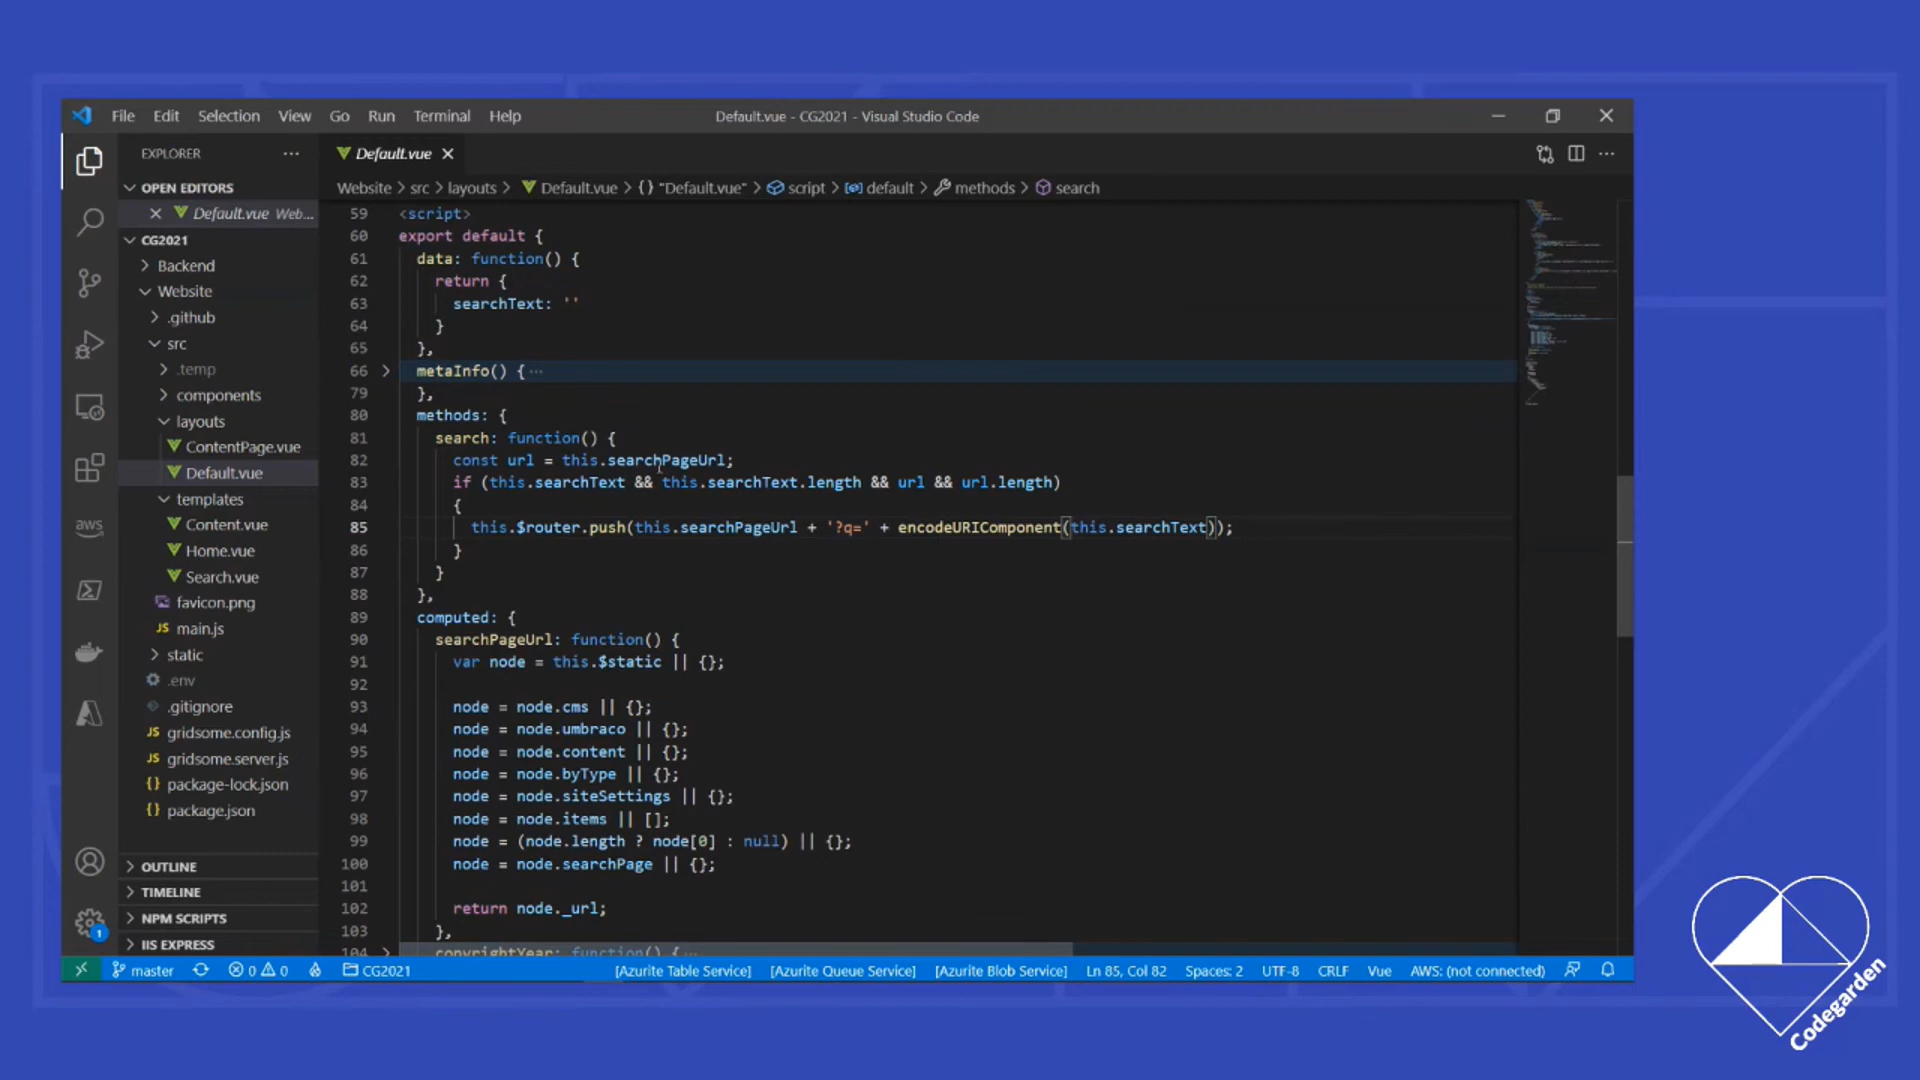 File Edit Selection View Go Run Terminal Help
Default.vue - CG2021 - Visual Studio Code
EXPLORER
OPEN EDITORS
Default.vue Web...
CG2021
Backend
Website
.github
src
.temp
components
layouts
ContentPage.vue
Default.vue
templates
Content.vue
Home.vue
Search.vue
favicon.png
JS main.js
static
.env
.gitignore
JS gridsome.config.js
JS gridsome.server.js
{} package-lock.json
{} package.json
OUTLINE
TIMELINE
NPM SCRIPTS
IIS EXPRESS
aws
1
Default.vue
Website > src > layouts > Default.vue > {} "Default.vue" > script > default > methods > search
59 <script>
60 export default {
61 data: function() {
62 return {
63 searchText: ''
64 }
65 },
66 metaInfo() { ...
79 },
80 methods: {
81 search: function() {
82 const url = this.searchPageUrl;
83 if (this.searchText && this.searchText.length && url && url.length)
84 {
85 this.$router.push(this.searchPageUrl + '?q=' + encodeURIComponent(this.searchText));
86 }
87 }
88 },
89 computed: {
90 searchPageUrl: function() {
91 var node = this.$static || {};
92
93 node = node.cms || {};
94 node = node.umbraco || {};
95 node = node.content || {};
96 node = node.byType || {};
97 node = node.siteSettings || {};
98 node = node.items || [];
99 node = (node.length ? node[0] : null) || {};
100 node = node.searchPage || {};
101
102 return node._url;
103 },
104 copyrightYear: function() { ...
master 0 0 CG2021 [Azurite Table Service] [Azurite Queue Service] [Azurite Blob Service] Ln 85, Col 82 Spaces: 2 UTF-8 CRLF Vue AWS: (not connected)
Codegarden